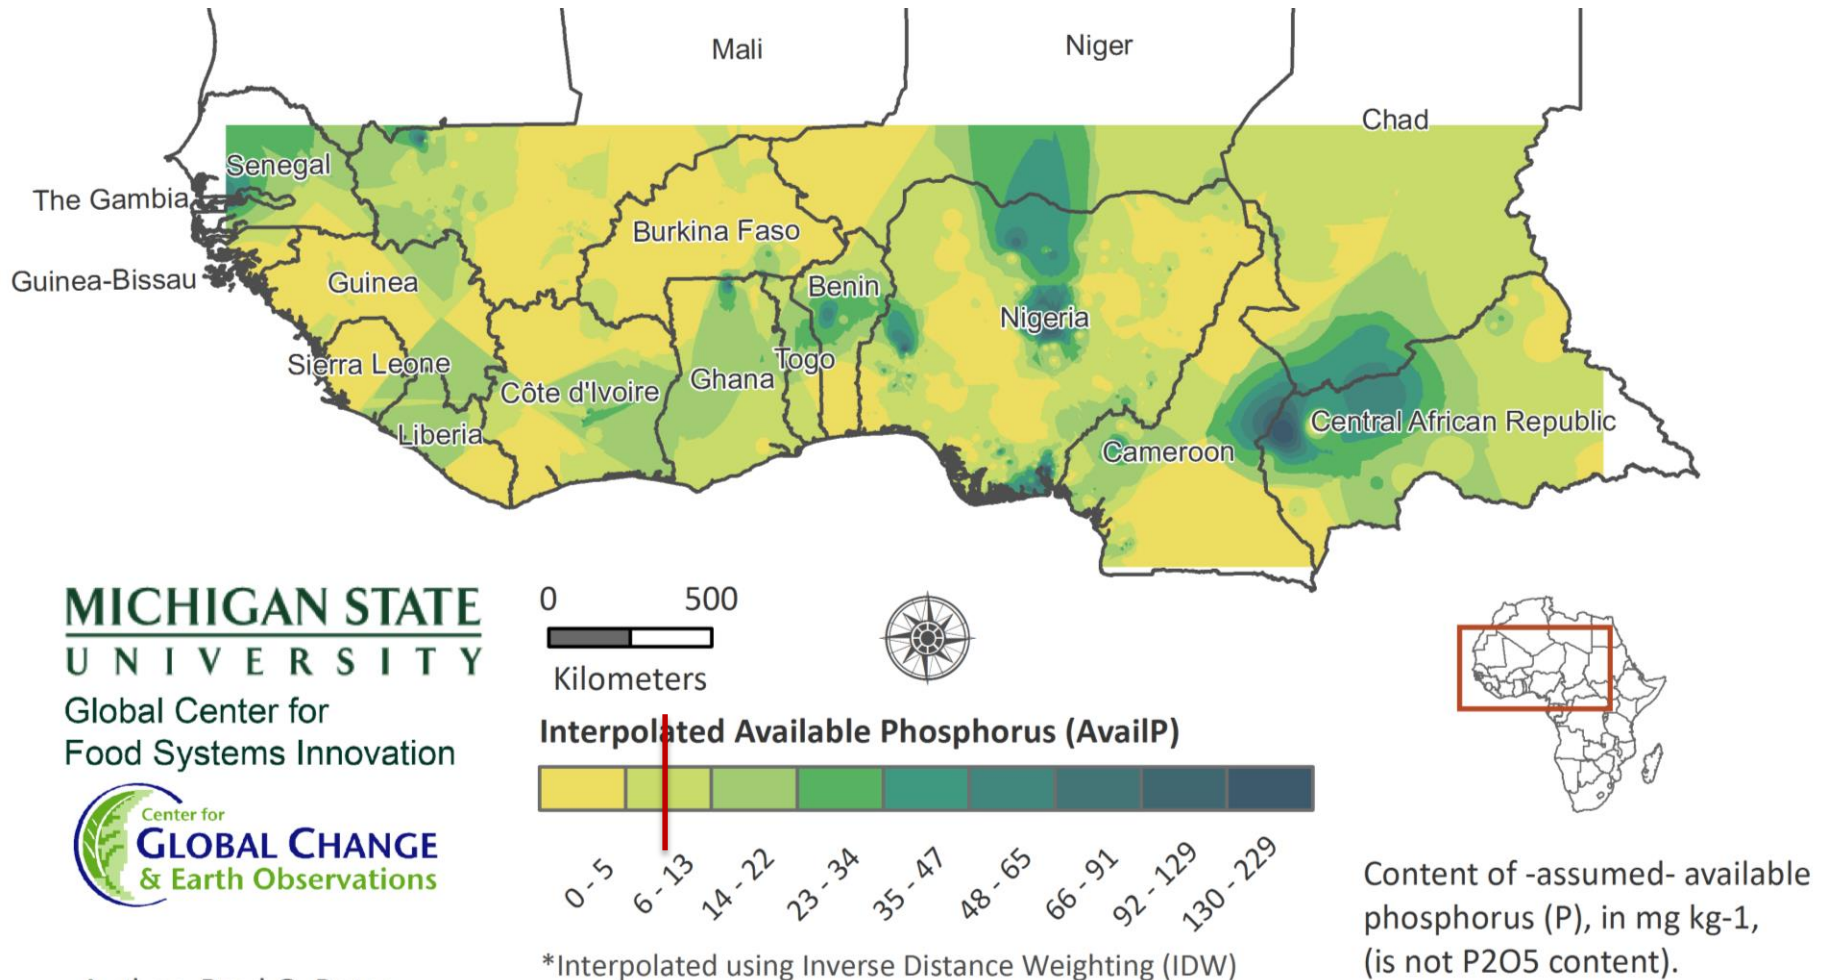 Mali
Niger
Chad
Senegal
The Gambia
Burkina Faso
Guinea-Bissau
Guinea
Benin
Nigeria
Sierra Leone
Togo
Côte d'Ivoire
Ghana
Liberia
Central African Republic
Cameroon
MICHIGAN STATE
UNIVERSITY
Global Center for
Food Systems Innovation
Center for
GLOBAL CHANGE
& Earth Observations
0 500
Kilometers
Interpolated Available Phosphorus (AvailP)
0 - 5
6 - 13
14 - 22
23 - 34
35 - 47
48 - 65
66 - 91
92 - 129
130 - 229
*Interpolated using Inverse Distance Weighting (IDW)
Content of -assumed- available
phosphorus (P), in mg kg-1,
(is not P2O5 content).